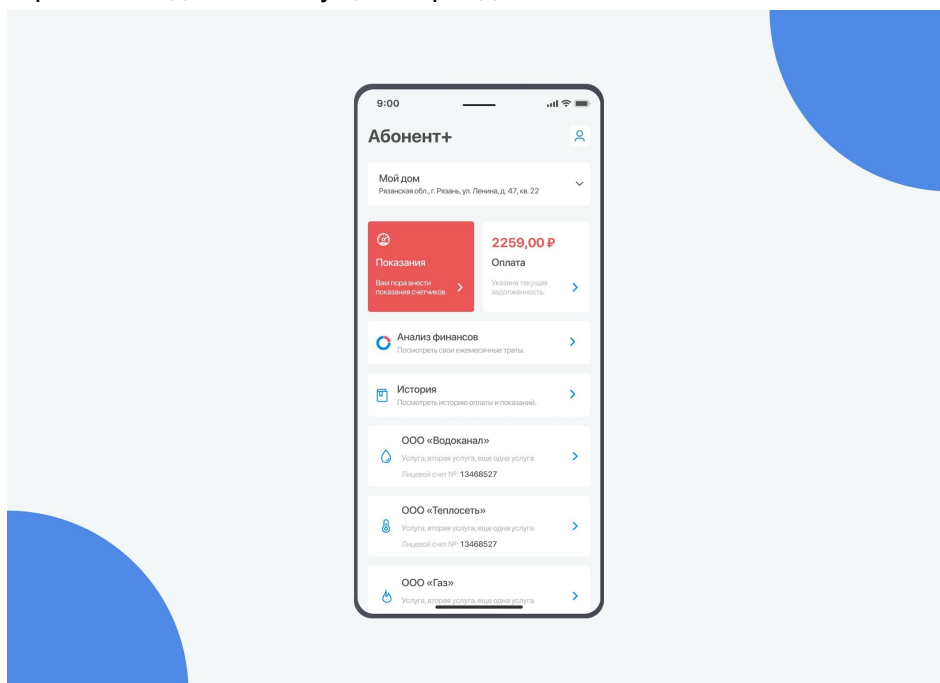 9:00
Абонент+
Мой дом
Рязанская обл., г. Рязань, ул. Ленина, д. 47, кв. 22
Показания
Вам пора внести
показания счетчиков.
2259,00 ₽
Оплата
Указана текущая
задолженность.
Анализ финансов
Посмотреть свои ежемесячные траты.
История
Посмотреть историю оплаты и показаний.
ООО «Водоканал»
Услуга, вторая услуга, еще одна услуга
Лицевой счет №: 13468527
ООО «Теплосеть»
Услуга, вторая услуга, еще одна услуга
Лицевой счет №: 13468527
ООО «Газ»
Услуга, вторая услуга, еще одна услуга